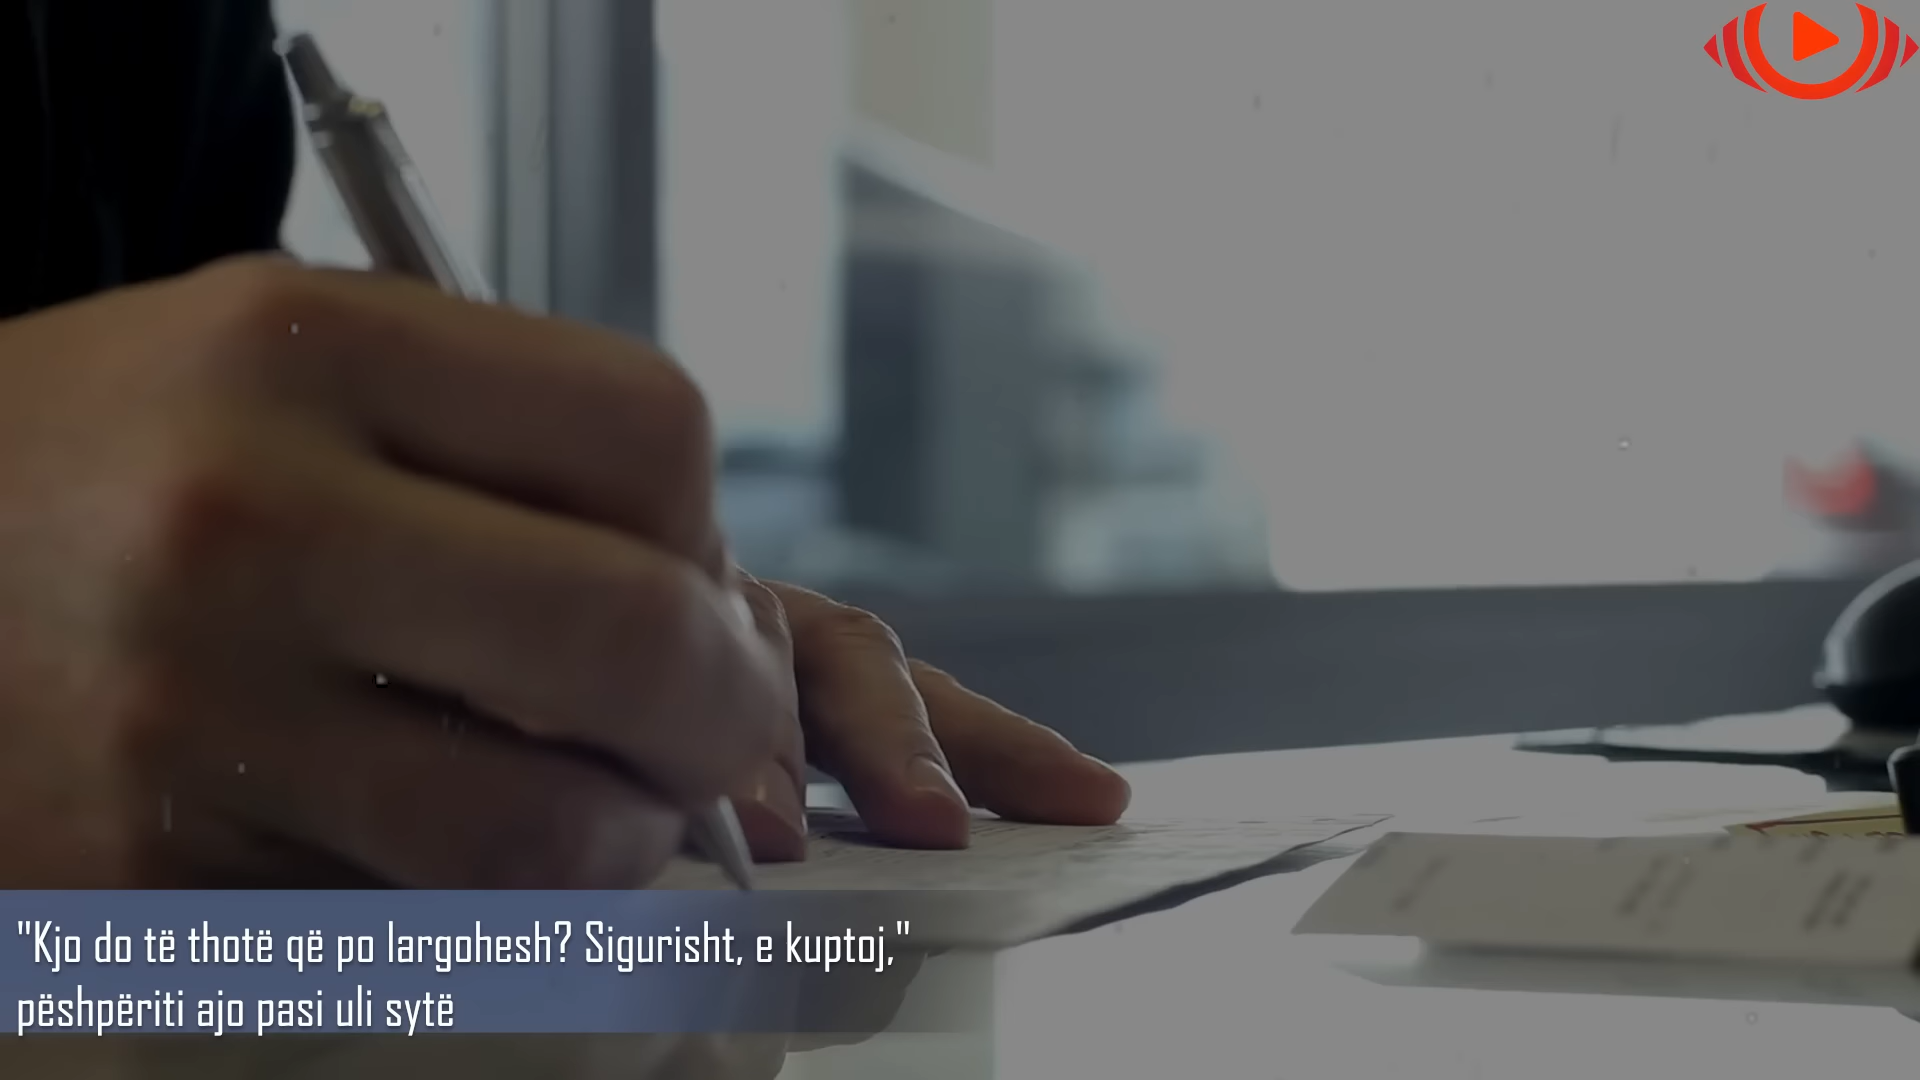 "Kjo do të thotë që po largohesh? Sigurisht, e kuptoj,"
pëshpëriti ajo pasi uli sytë